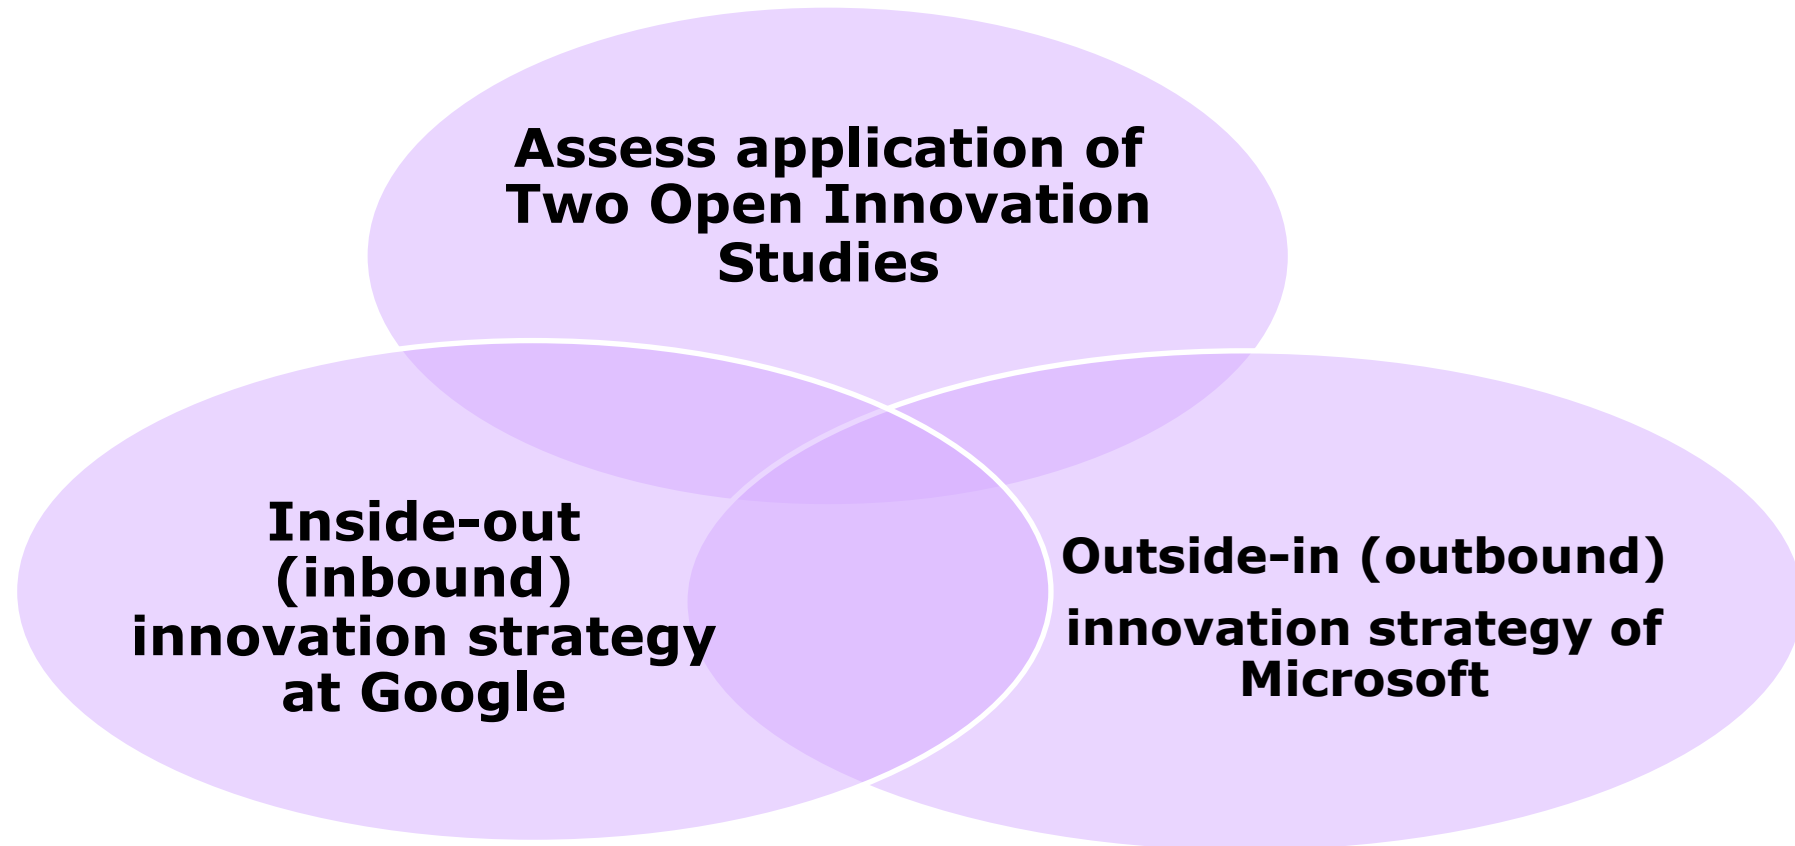 Assess application of
Two Open Innovation
Studies
Inside-out
(inbound)
innovation strategy
at Google
Outside-in (outbound)
innovation strategy of
Microsoft